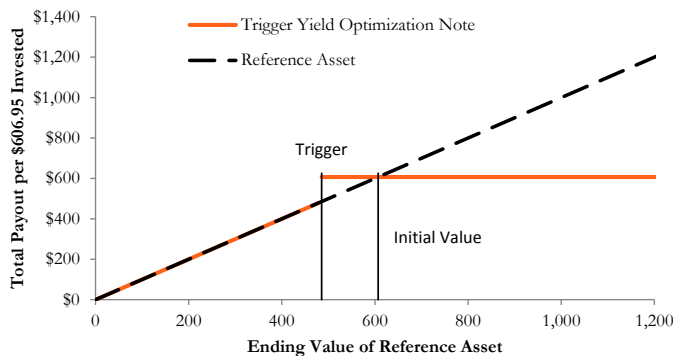 $1,400
$1,200
$1,000
$800
$600
$400
$200
$0
Total Payout per $606.95 Invested
Trigger Yield Optimization Note
Reference Asset
Trigger
Initial Value
0
200
400
600
800
1,000
1,200
Ending Value of Reference Asset